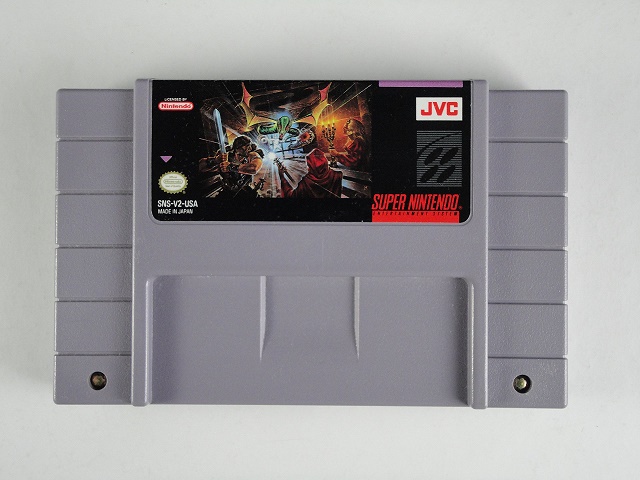 LICENSED BY
Nintendo
JVC
SNS-V2-USA
MADE IN JAPAN
SUPER NINTENDO
ENTERTAINMENT SYSTEM